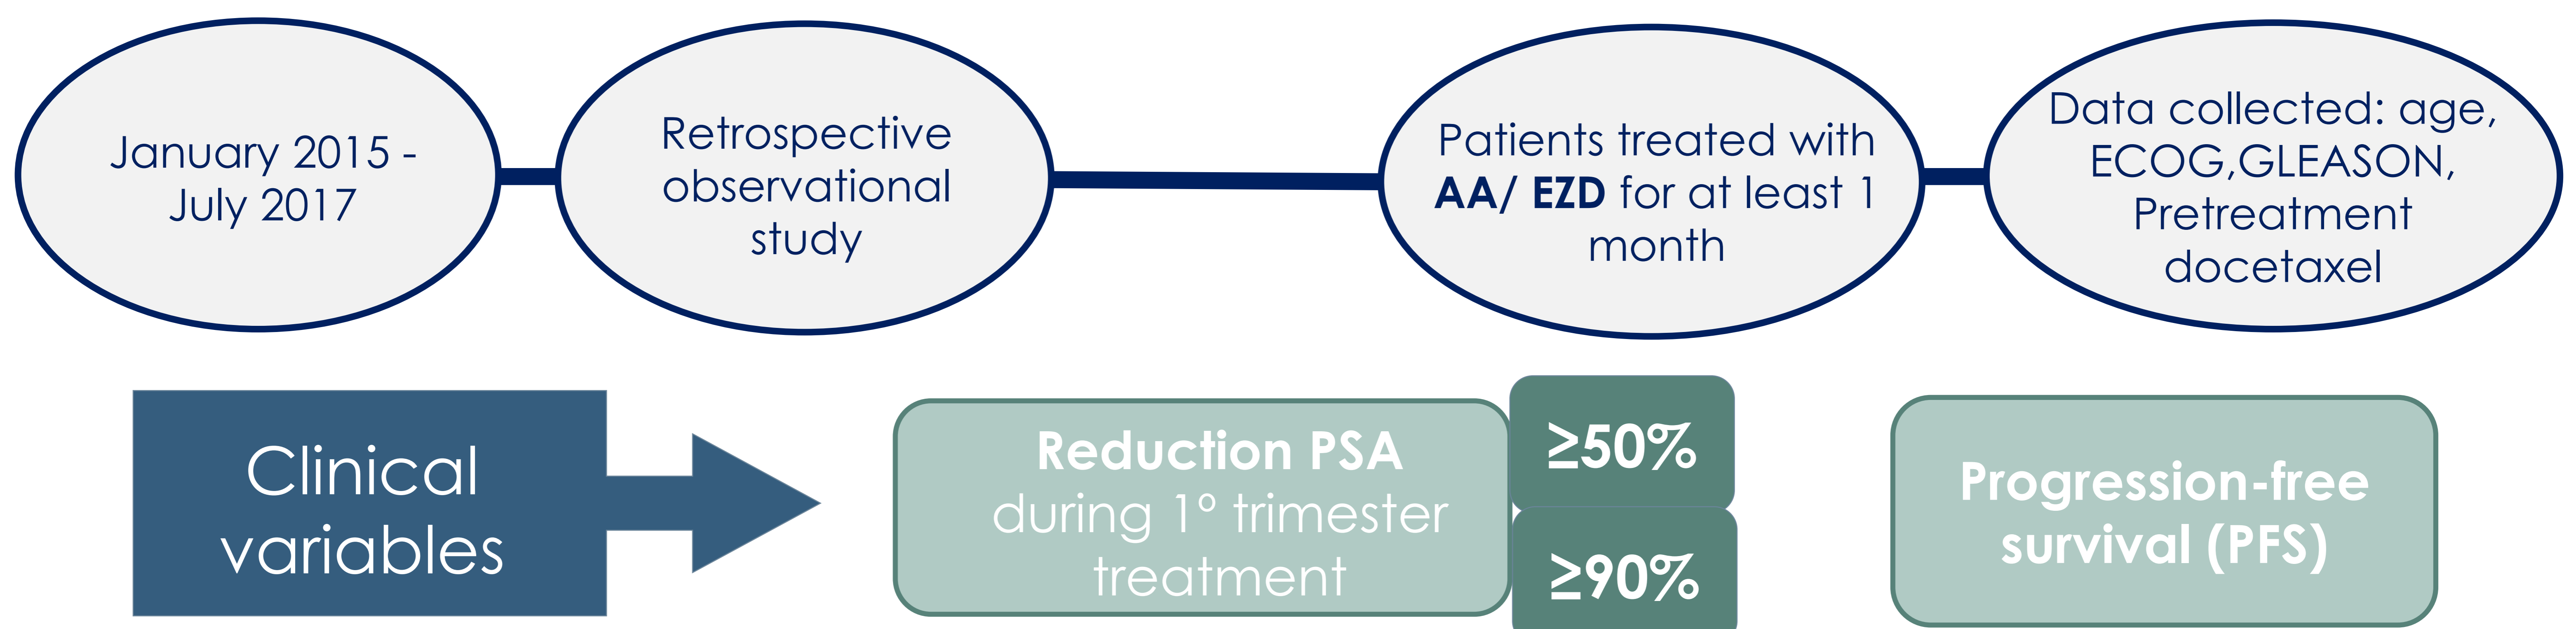 January 2015 -
July 2017
Retrospective
observational
study
Patients treated with
AA/ EZD for at least 1
month
Data collected: age,
ECOG,GLEASON,
Pretreatment
docetaxel
Clinical
variables
Reduction PSA
during 1º trimester
treatment
≥50%
≥90%
Progression-free
survival (PFS)